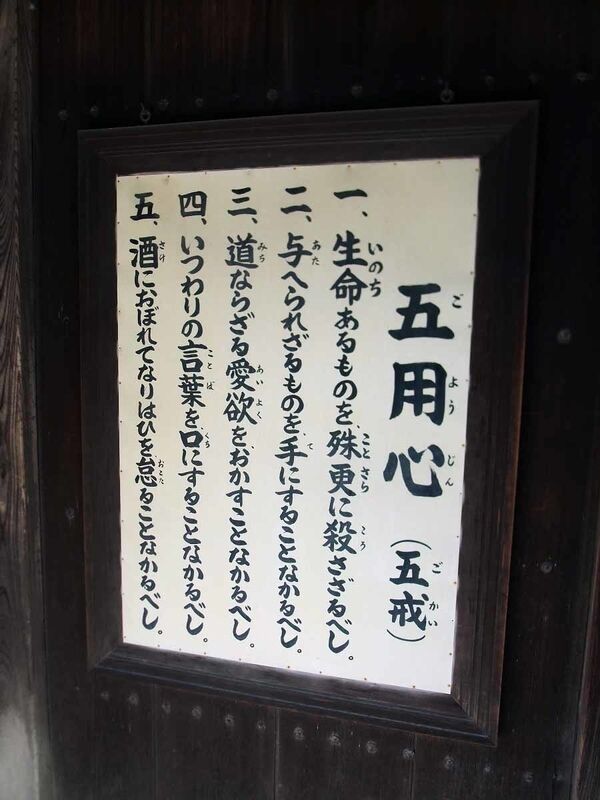 五用心(五戒)
一、生命あるものを、殊更に殺さざるべし。
二、与へられざるものを、手にすることなかるべし。
三、道ならざる愛欲をおかすことなかるべし。
四、いつわりの言葉を口にすることなかるべし。
五、酒におぼれてなりはひを怠ることなかるべし。